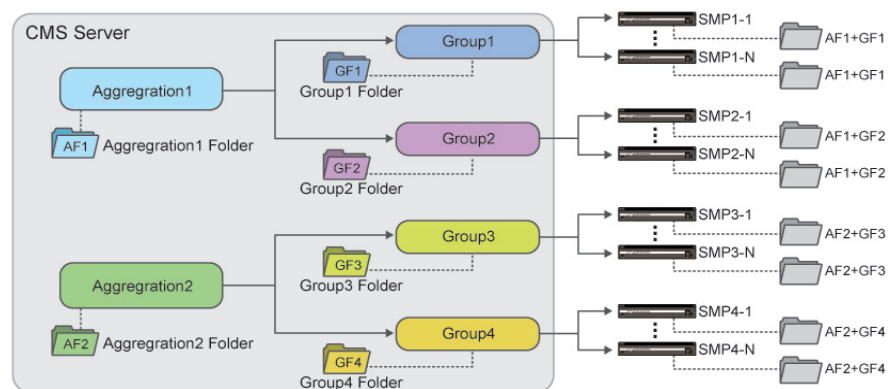 CMS Server
Aggregration1
AF1
Aggregration1 Folder
Group1
GF1
Group1 Folder
SMP1-1
AF1+GF1
SMP1-N
AF1+GF1
Group2
GF2
Group2 Folder
SMP2-1
AF1+GF2
SMP2-N
AF1+GF2
Aggregration2
AF2
Aggregration2 Folder
Group3
GF3
Group3 Folder
SMP3-1
AF2+GF3
SMP3-N
AF2+GF3
Group4
GF4
Group4 Folder
SMP4-1
AF2+GF4
SMP4-N
AF2+GF4